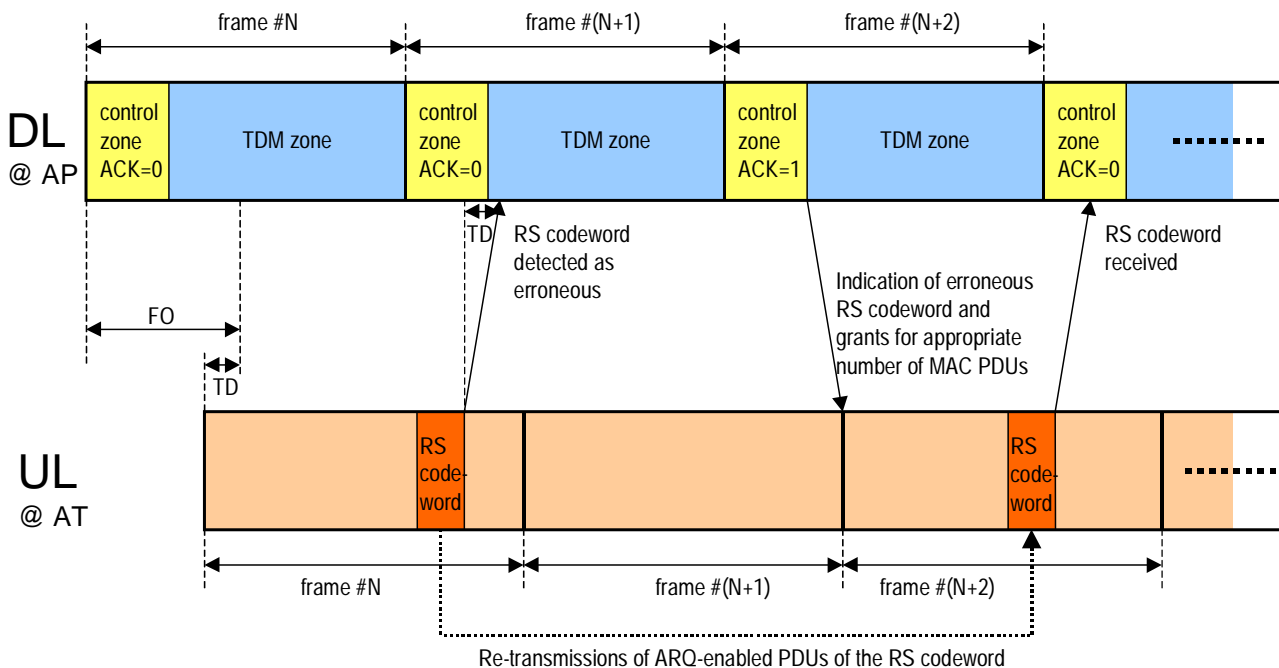 frame #N
frame #(N+1)
frame #(N+2)
DL
@ AP
control
zone
ACK=0
TDM zone
control
zone
ACK=0
TDM zone
control
zone
ACK=1
TDM zone
control
zone
ACK=0
TD
RS codeword
detected as
erroneous
Indication of erroneous
RS codeword and
grants for appropriate
number of MAC PDUs
RS codeword
received
FO
TD
UL
@ AT
RS
code-
word
RS
code-
word
frame #N
frame #(N+1)
frame #(N+2)
Re-transmissions of ARQ-enabled PDUs of the RS codeword